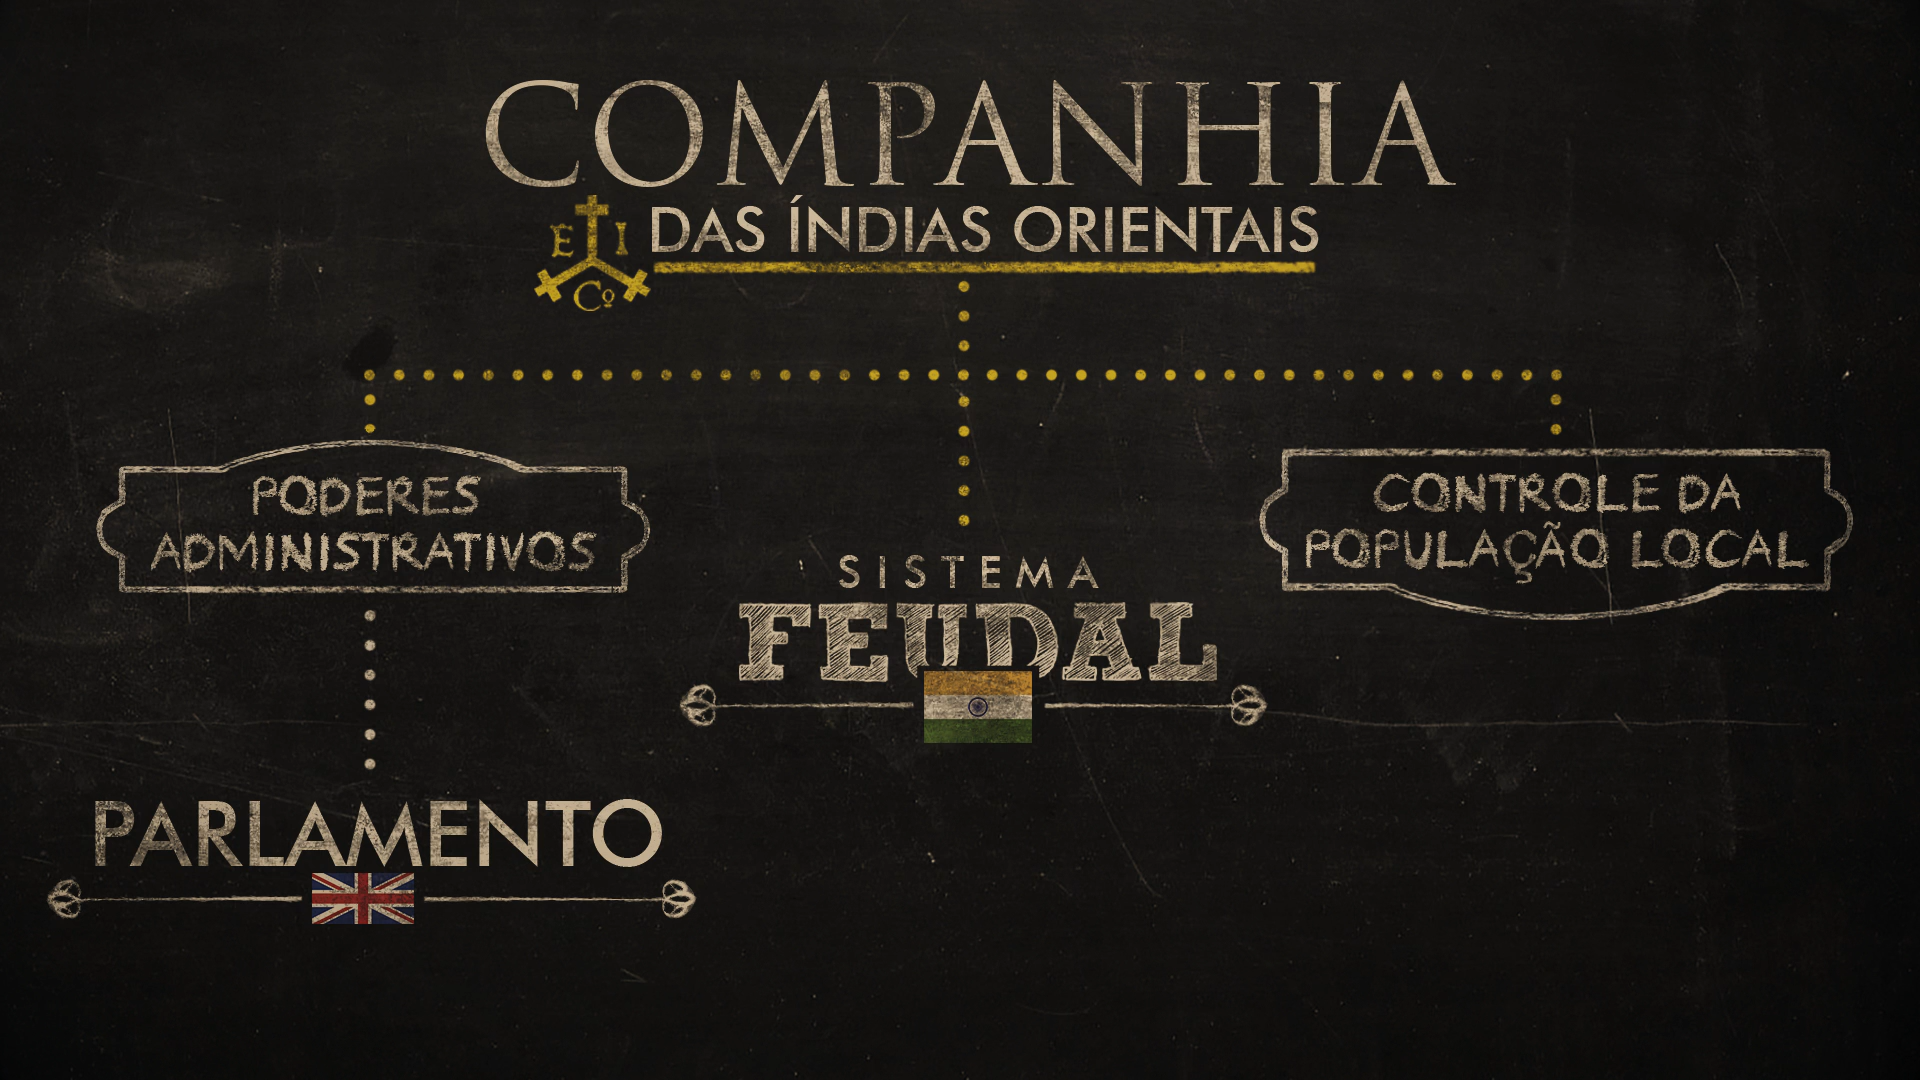 COMPANHIA
DAS ÍNDIAS ORIENTAIS
E I
Cº
PODERES
ADMINISTRATIVOS
SISTEMA
FEUDAL
CONTROLE DA
POPULAÇÃO LOCAL
PARLAMENTO